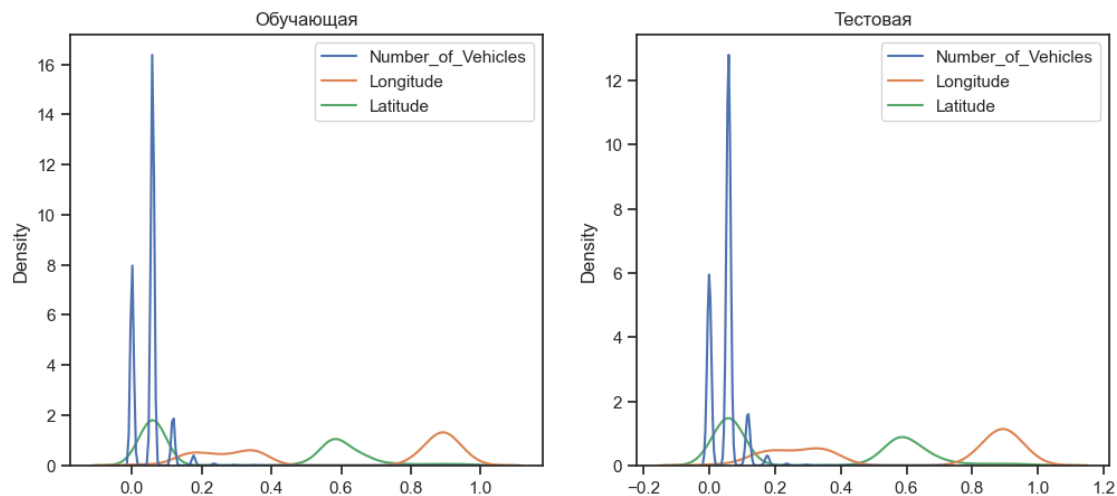 Обучающая
Тестовая
Number_of_Vehicles
Longitude
Latitude
Density
16
14
12
10
8
6
4
2
0
0.0 0.2 0.4 0.6 0.8 1.0
Number_of_Vehicles
Longitude
Latitude
Density
12
10
8
6
4
2
0
−0.2 0.0 0.2 0.4 0.6 0.8 1.0 1.2